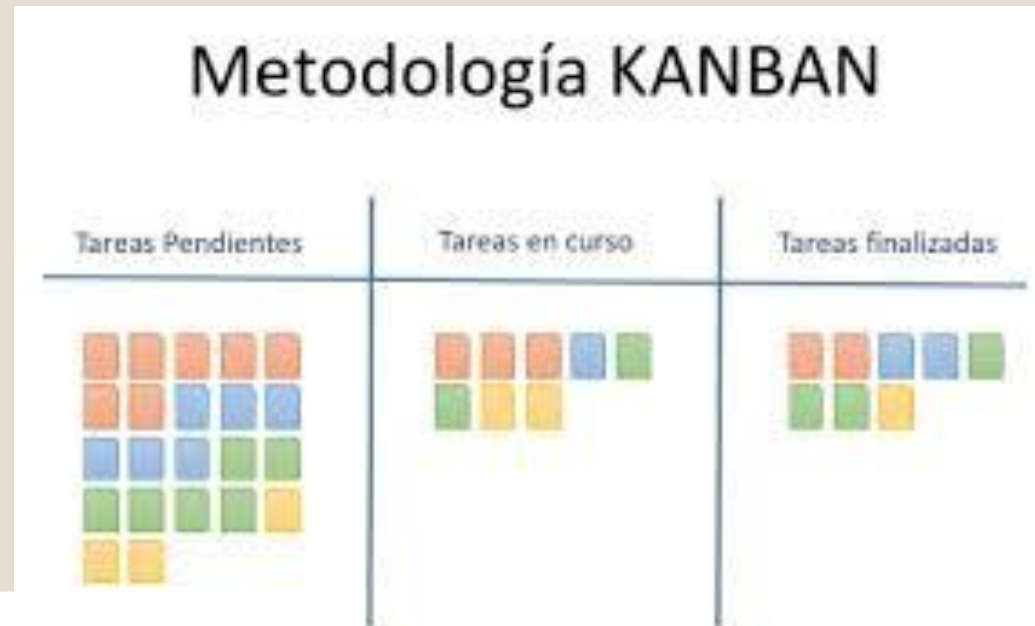 Metodología KANBAN
Tareas Pendientes
Tareas en curso
Tareas finalizadas